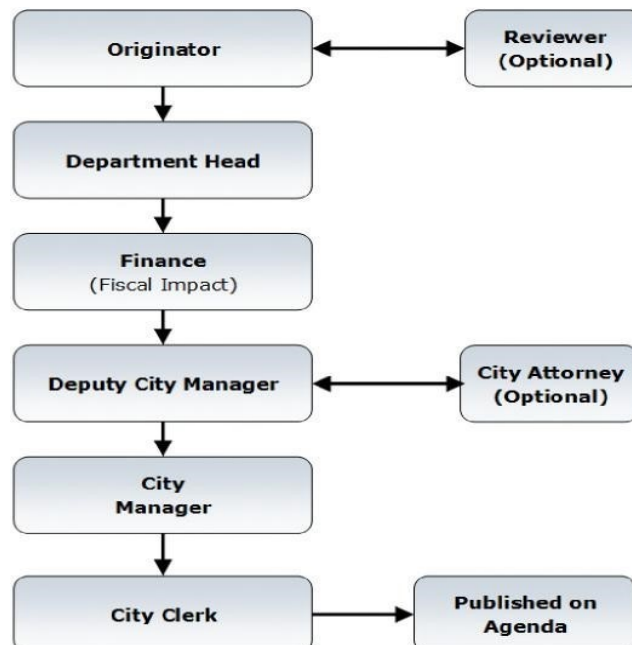 Originator
Reviewer
(Optional)
Department Head
Finance
(Fiscal Impact)
Deputy City Manager
City Attorney
(Optional)
City
Manager
City Clerk
Published on
Agenda